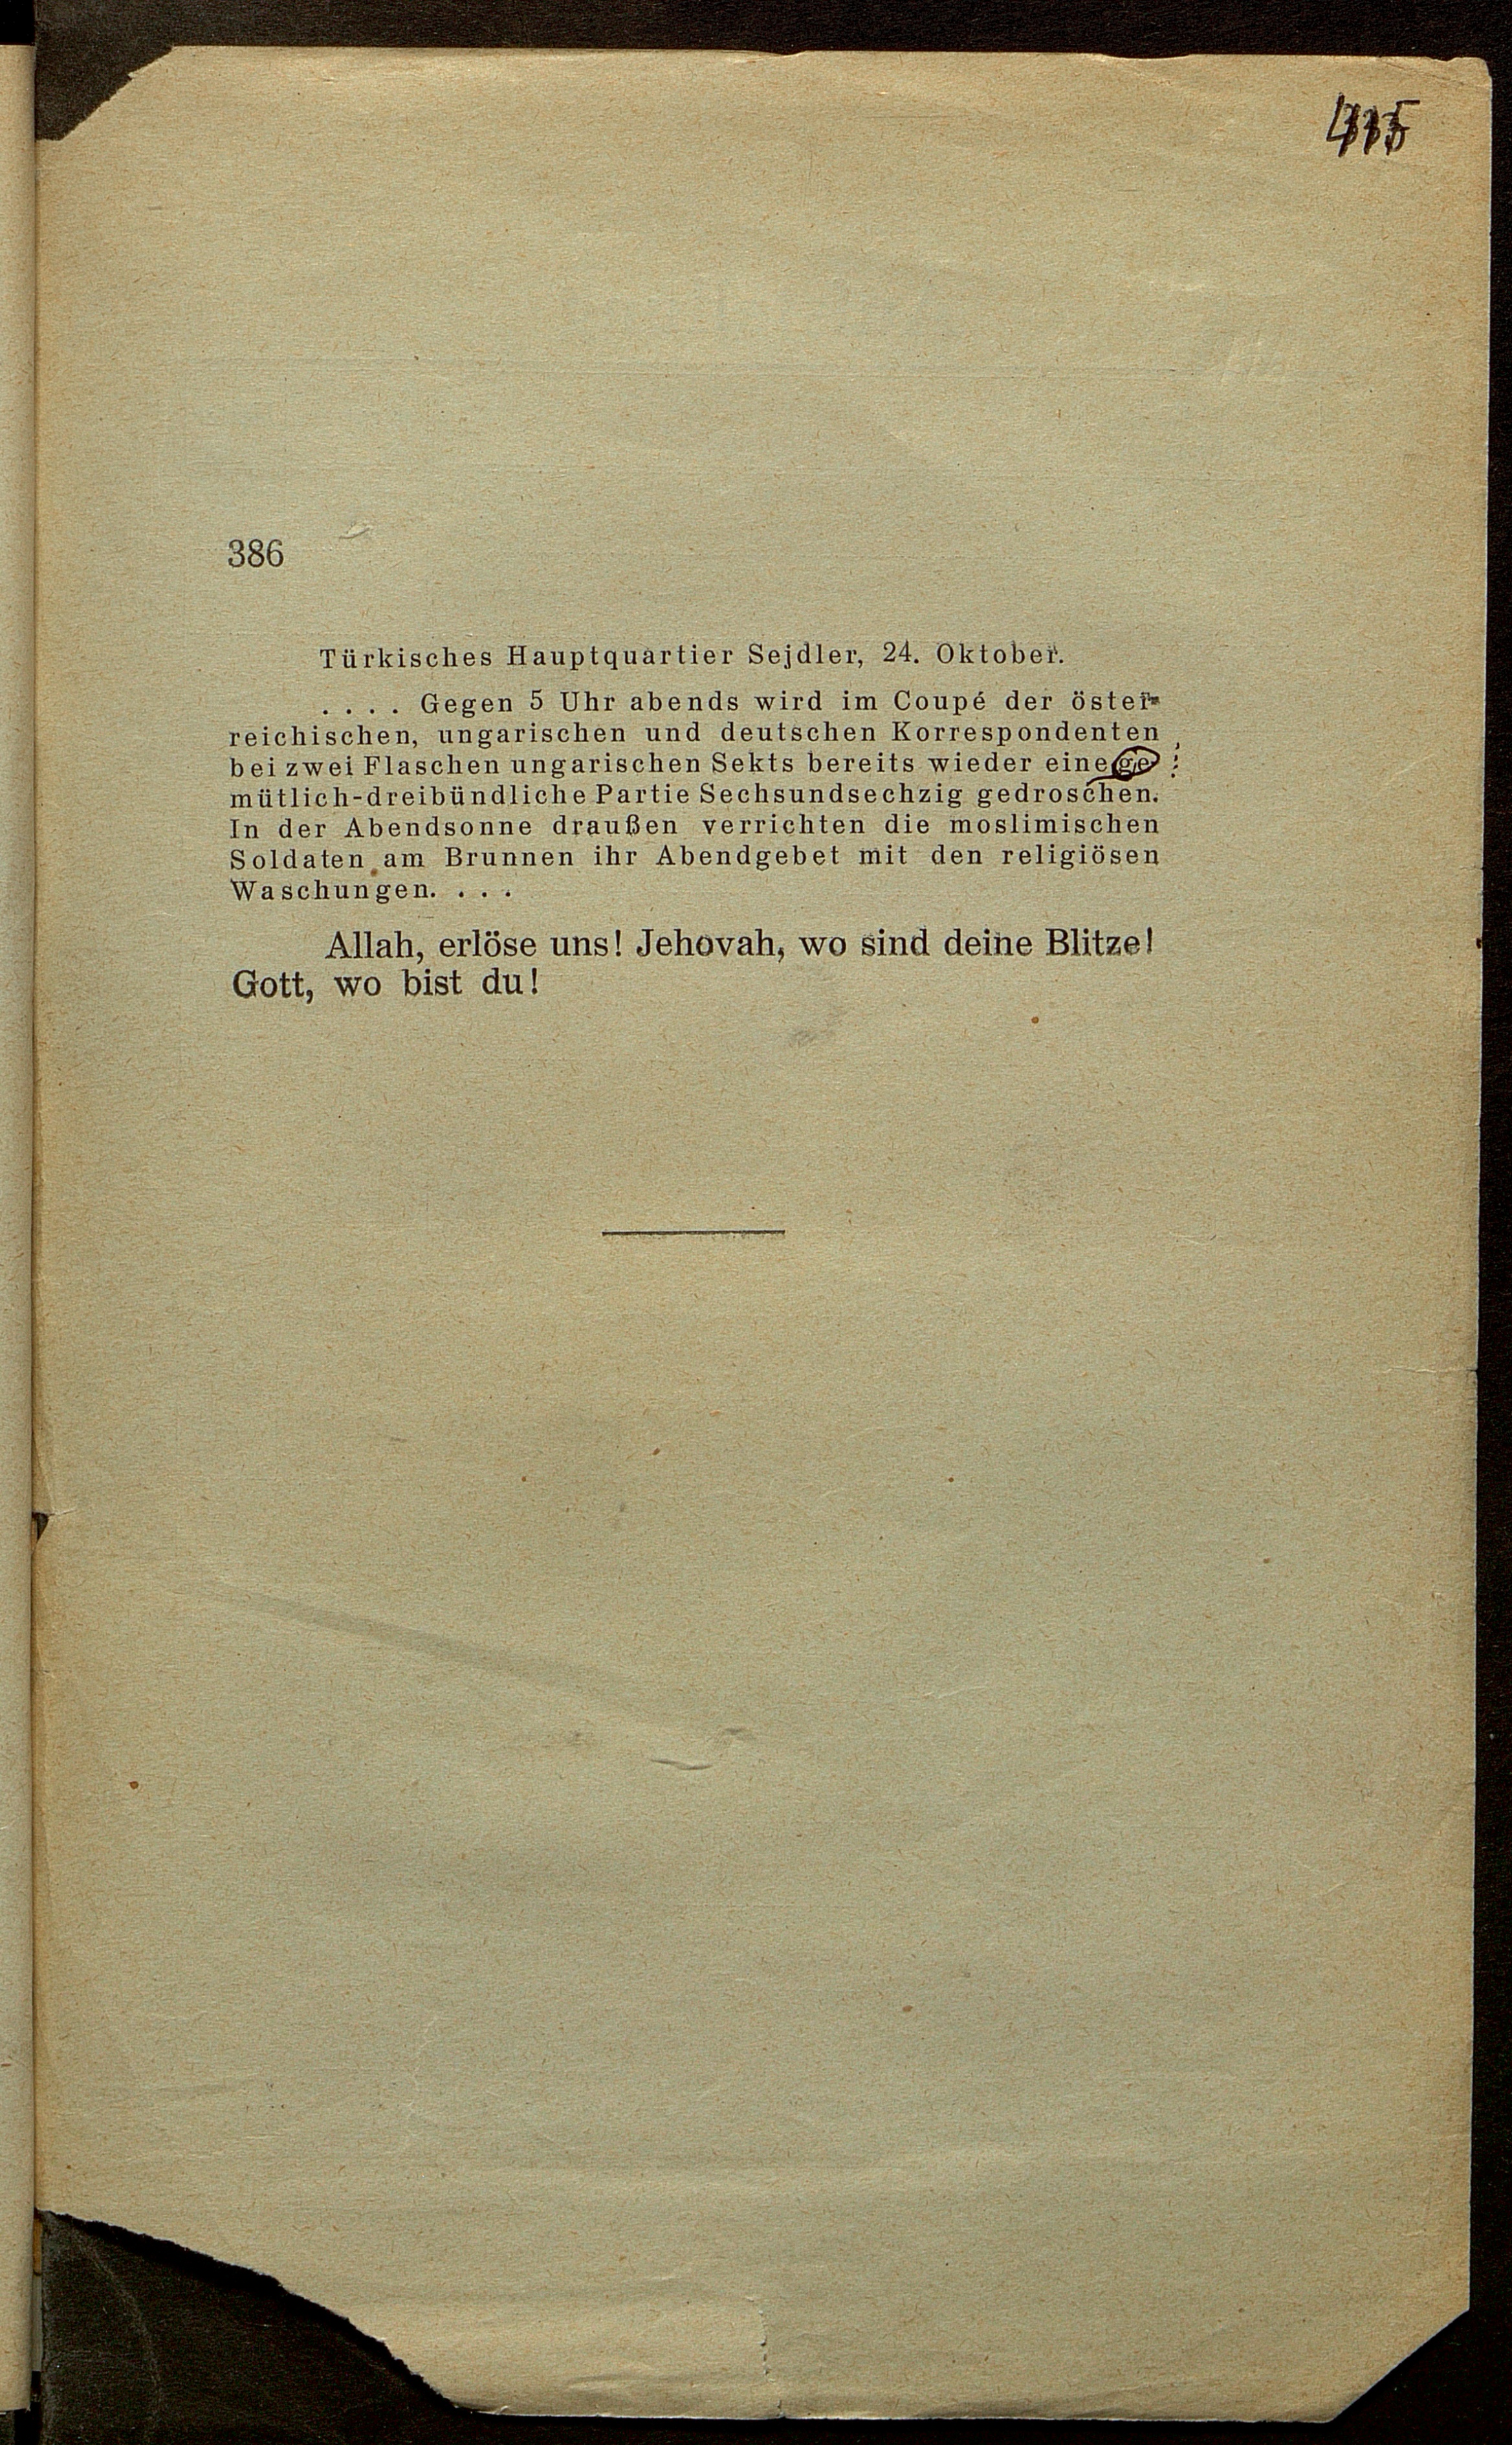 386
Türkisches Hauptquartier Sejdler, 24. Oktober.
. . . . Gegen 5 Uhr abends wird im Coupé der öster-
reichischen, ungarischen und deutschen Korrespondenten
bei zwei Flaschen ungarischen Sekts bereits wieder eine ge
mütlich-dreibündliche Partie Sechsundsechzig gedroschen.
In der Abendsonne draußen verrichten die moslimischen
Soldaten am Brunnen ihr Abendgebet mit den religiösen
Waschungen. . . .
Allah, erlöse uns! Jehovah, wo sind deine Blitze!
Gott, wo bist du!